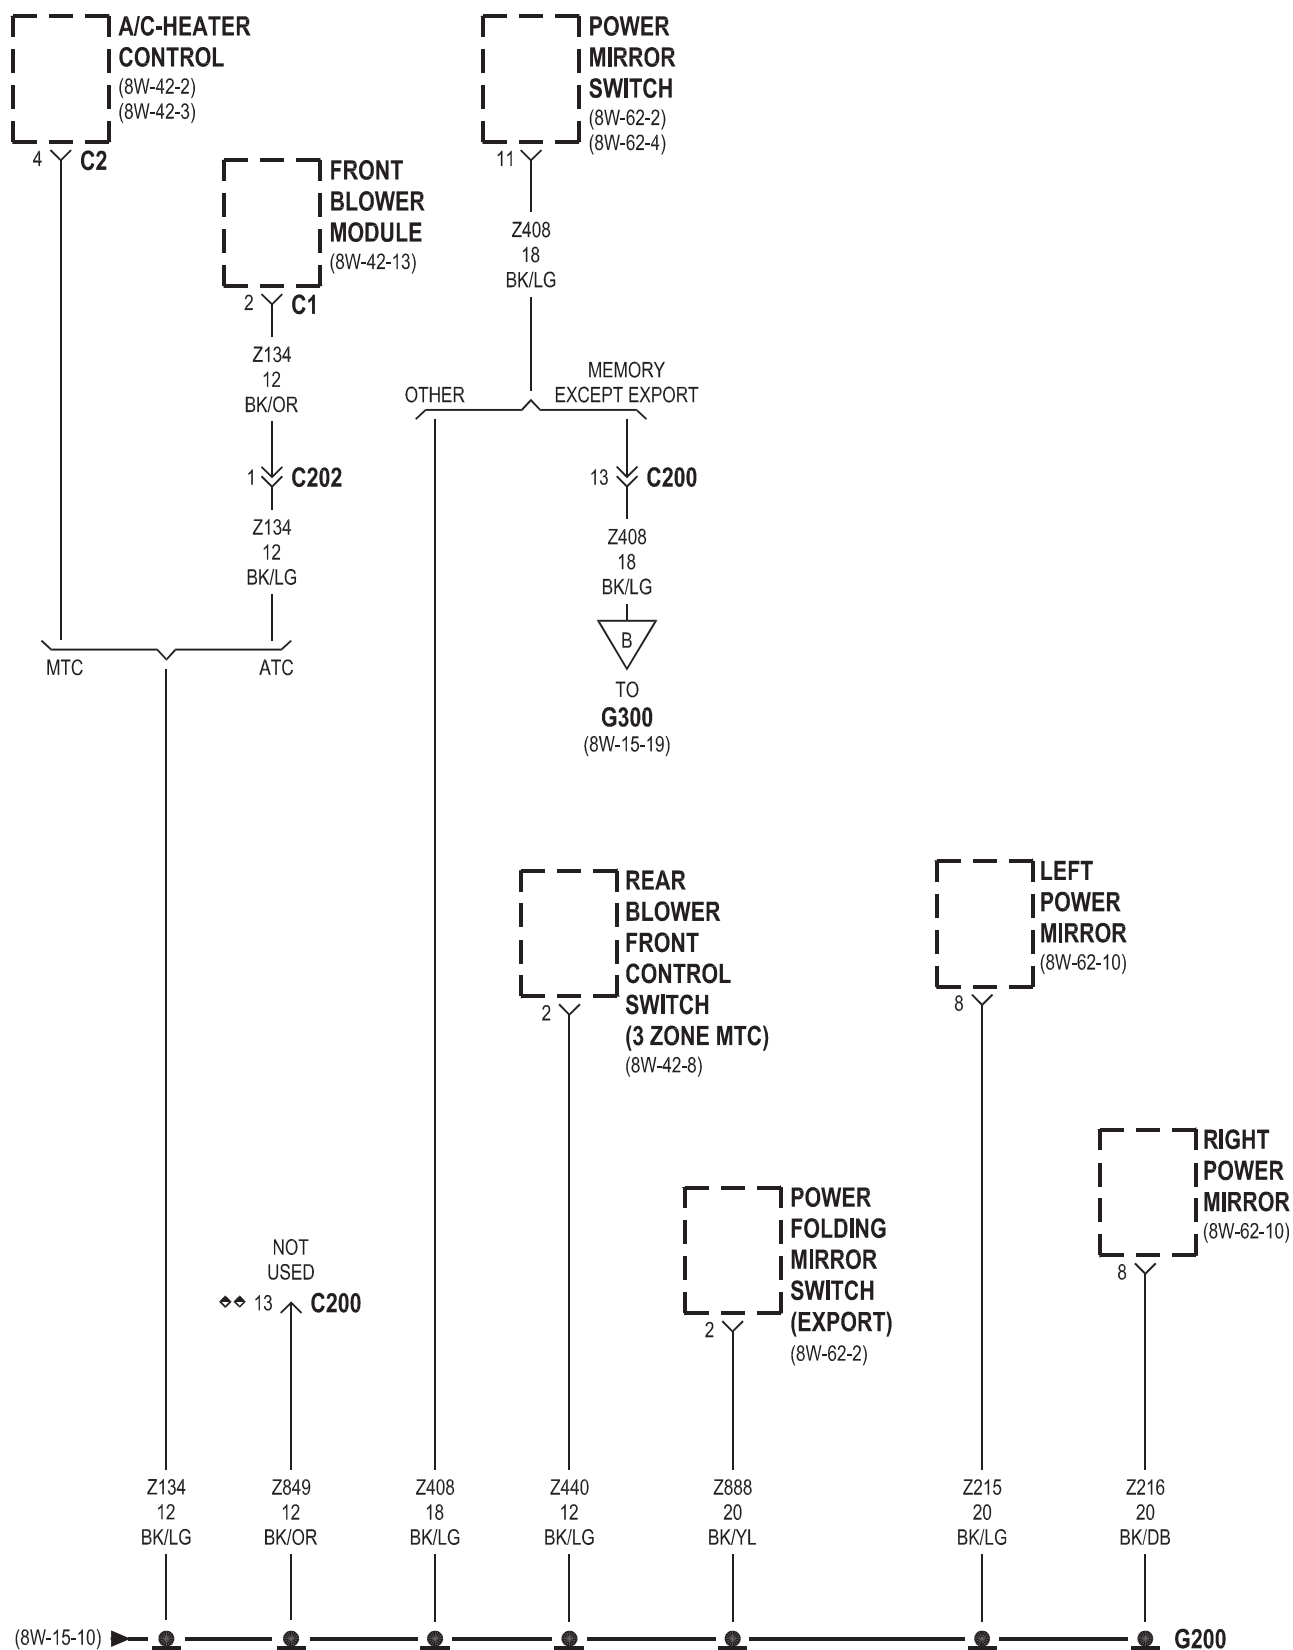 A/C-HEATER
CONTROL
(8W-42-2)
(8W-42-3)
4 C2
POWER
MIRROR
SWITCH
(8W-62-2)
(8W-62-4)
11
FRONT
BLOWER
MODULE
(8W-42-13)
2 C1
Z408
18
BK/LG
Z134
12
BK/OR
OTHER
MEMORY
EXCEPT EXPORT
1 C202
13 C200
Z134
12
BK/LG
Z408
18
BK/LG
B
TO
G300
(8W-15-19)
MTC
ATC
REAR
BLOWER
FRONT
CONTROL
SWITCH
(3 ZONE MTC)
(8W-42-8)
2
LEFT
POWER
MIRROR
(8W-62-10)
8
RIGHT
POWER
MIRROR
(8W-62-10)
8
POWER
FOLDING
MIRROR
SWITCH
(EXPORT)
(8W-62-2)
2
NOT
USED
13 C200
Z134
12
BK/LG
Z849
12
BK/OR
Z408
18
BK/LG
Z440
12
BK/LG
Z888
20
BK/YL
Z215
20
BK/LG
Z216
20
BK/DB
(8W-15-10)
G200